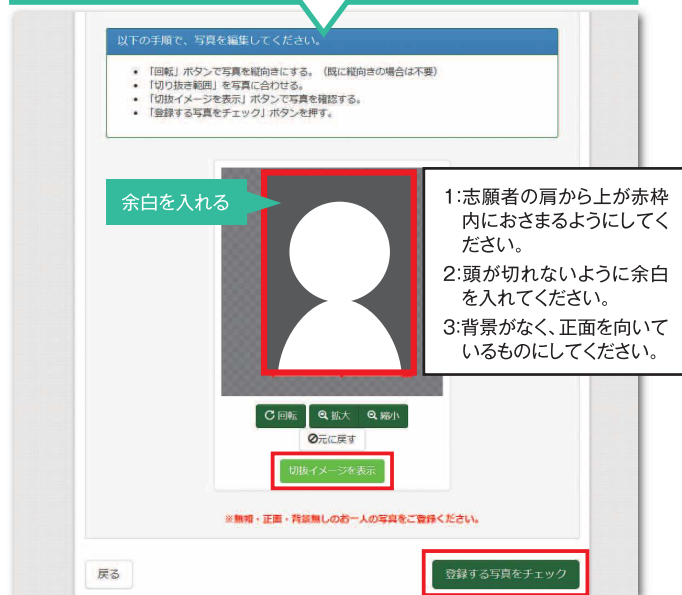 以下の手順で、写真を編集してください。
• 「回転」ボタンで写真を縦向きにする。（既に縦向きの場合は不要）
• 「切り抜き範囲」を写真に合わせる。
• 「切抜イメージを表示」ボタンで写真を確認する。
• 「登録する写真をチェック」ボタンを押す。
余白を入れる
1:志願者の肩から上が赤枠
内におさまるようにしてく
ださい。
2:頭が切れないように余白
を入れてください。
3:背景がなく、正面を向いて
いるものにしてください。
回転 拡大 縮小
元に戻す
切抜イメージを表示
※無帽・正面・背景無しのお一人の写真をご登録ください。
戻る
登録する写真をチェック